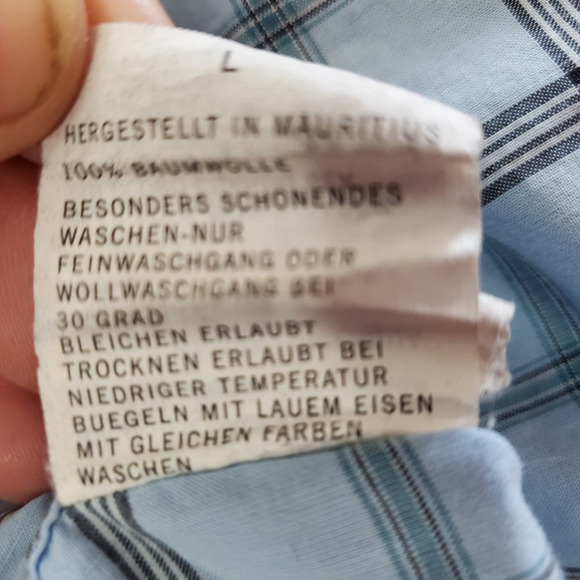 L
HERGESTELLT IN MAURITIUS
100% BAUMWOLLE
BESONDERS SCHONENDES
WASCHEN-NUR
FEINWASCHGANG ODER
WOLLWASCHGANG BEI
30 GRAD
BLEICHEN ERLAUBT
TROCKNEN ERLAUBT BEI
NIEDRIGER TEMPERATUR
BUEGELN MIT LAUEM EISEN
MIT GLEICHEN FARBEN
WASCHEN